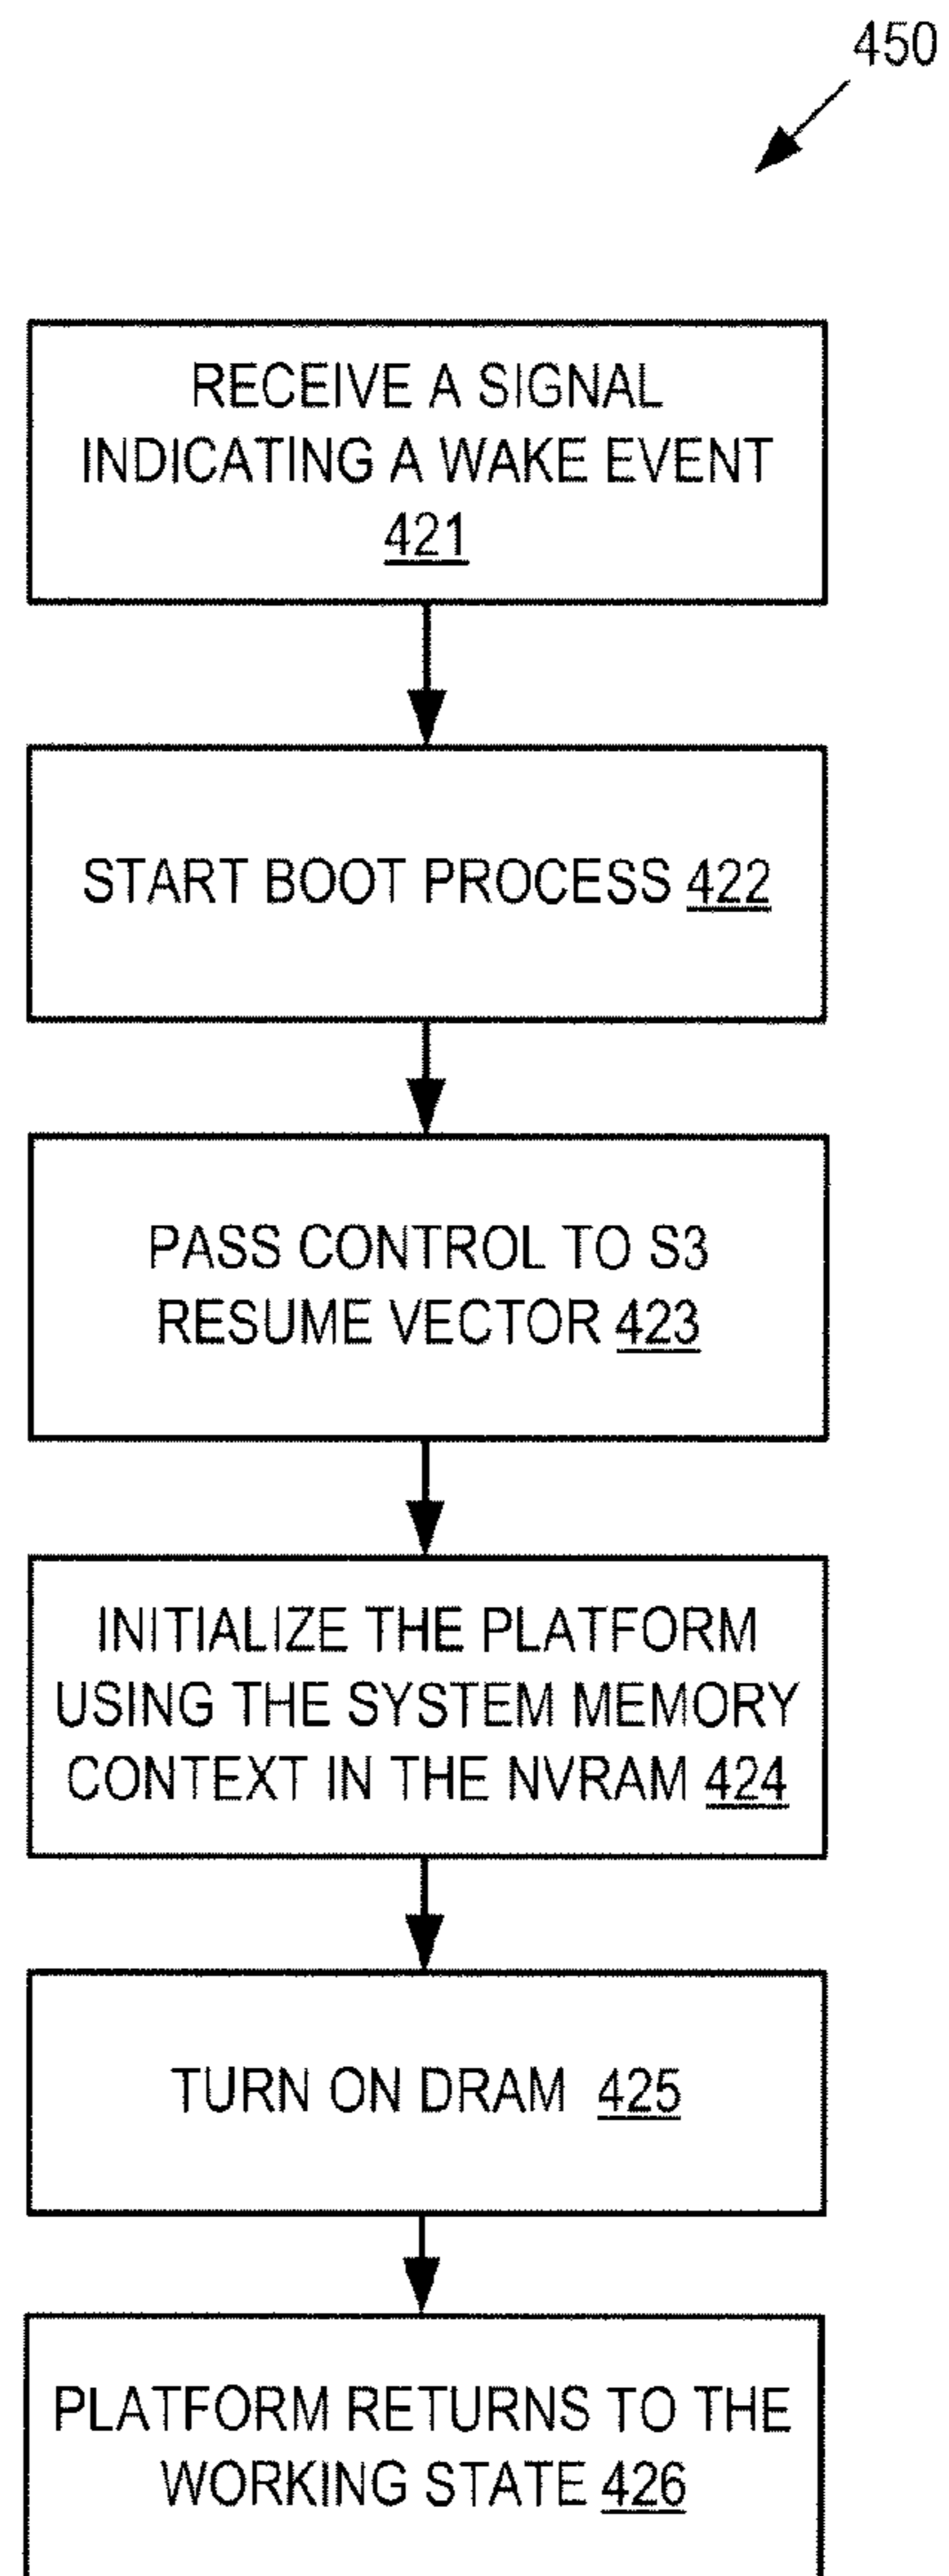 450
RECEIVE A SIGNAL
INDICATING A WAKE EVENT
421
START BOOT PROCESS 422
PASS CONTROL TO S3
RESUME VECTOR 423
INITIALIZE THE PLATFORM
USING THE SYSTEM MEMORY
CONTEXT IN THE NVRAM 424
TURN ON DRAM 425
PLATFORM RETURNS TO THE
WORKING STATE 426